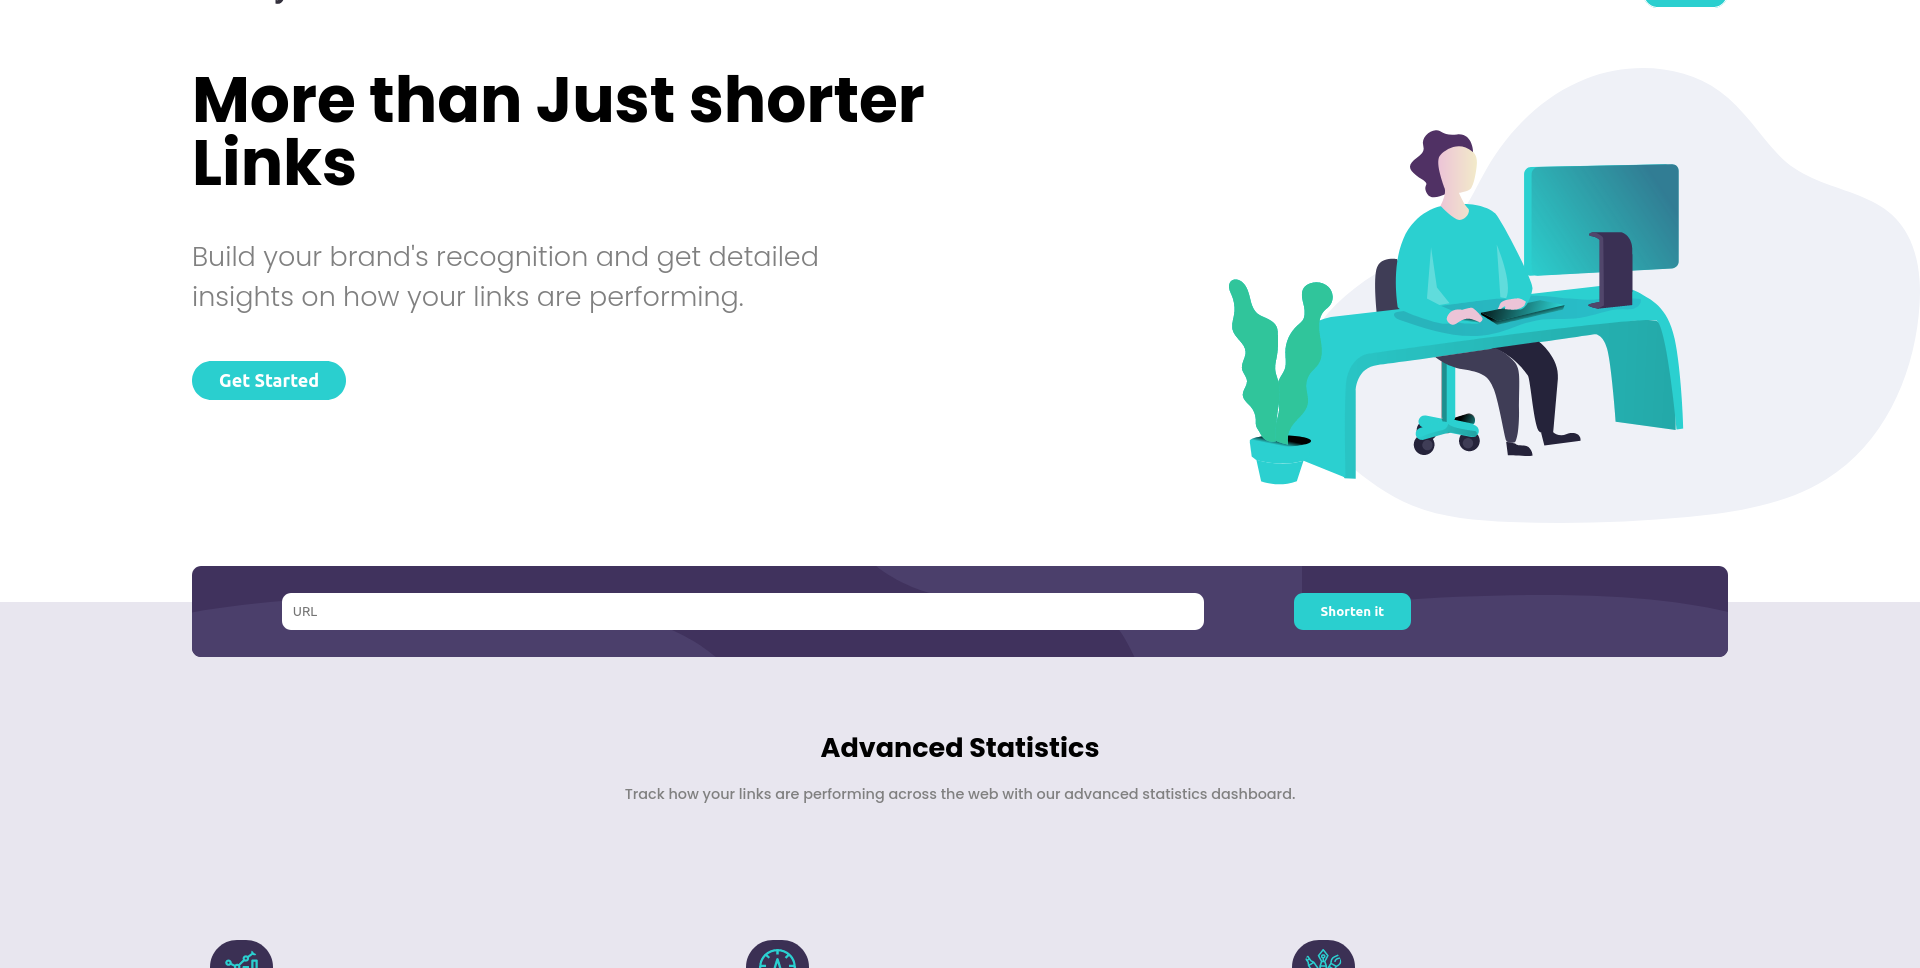 More than Just shorter
Links
Build your brand's recognition and get detailed
insights on how your links are performing.
Get Started
URL
Shorten it
Advanced Statistics
Track how your links are performing across the web with our advanced statistics dashboard.